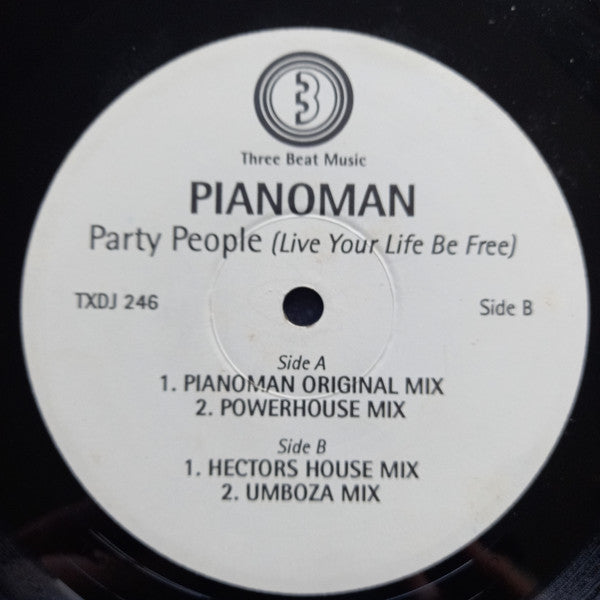 3
Three Beat Music
PIANOMAN
Party People (Live Your Life Be Free)
TXDJ 246
Side B
Side A
1. PIANOMAN ORIGINAL MIX
2. POWERHOUSE MIX
Side B
1. HECTORS HOUSE MIX
2. UMBOZA MIX